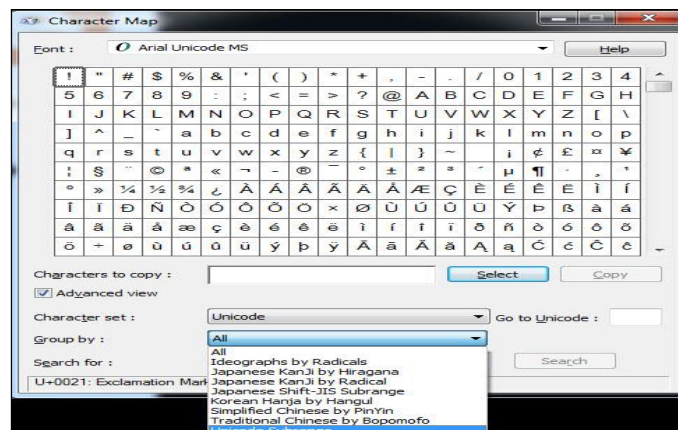 Character Map
Font : O Arial Unicode MS Help
! " # $ % & ' ( ) * + , - . / 0 1 2 3 4
5 6 7 8 9 : ; < = > ? @ A B C D E F G H
I J K L M N O P Q R S T U V W X Y Z [ \
] ^ _ ` a b c d e f g h i j k l m n o p
q r s t u v w x y z { | } ~ ¡ ¢ £ ¤ ¥
¦ § ¨ © ª « ¬ - ® ¯ ° ± ² ³ ´ µ ¶ · ¸ ¹
º » ¼ ½ ¾ ¿ À Á Â Ã Ä Å Æ Ç È É Ê Ë Ì Í
Î Ï Ð Ñ Ò Ó Ô Õ Ö × Ø Ù Ú Û Ü Ý Þ ß à á
â ã ä å æ ç è é ê ë ì í î ï ð ñ ò ó ô õ
ö ÷ ø ù ú û ü ý þ ÿ Ā ā Ă ă Ą ą Ć ć Ĉ ĉ
Characters to copy : Select Copy
Advanced view
Character set : Unicode Go to Unicode :
Group by : All
Search for : Search
U+0021: Exclamation Mark
All
Ideographs by Radicals
Japanese KanJi by Hiragana
Japanese KanJi by Radical
Japanese Shift-JIS Subrange
Korean Hanja by Hangul
Simplified Chinese by PinYin
Traditional Chinese by Bopomofo
Unicode Subrange